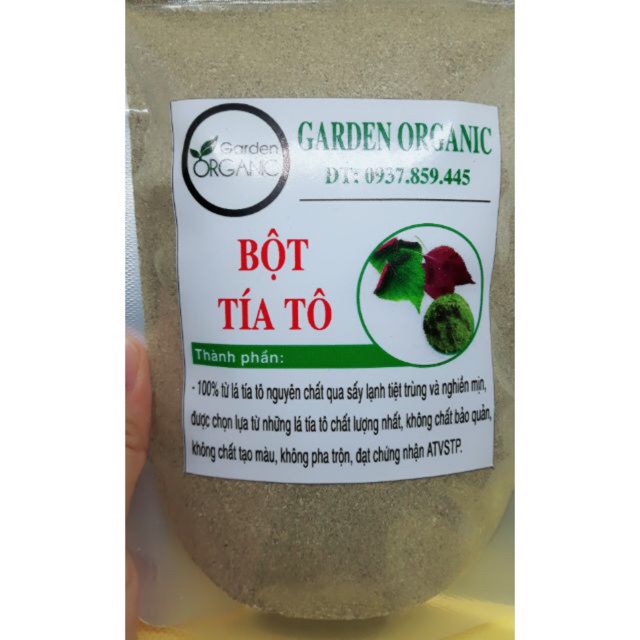 Garden
ORGANIC
GARDEN ORGANIC
ĐT: 0937.859.445
BỘT
TÍA TÔ
Thành phần:
- 100% từ lá tía tô nguyên chất qua sấy lạnh tiệt trùng và nghiền mịn,
được chọn lựa từ những lá tía tô chất lượng nhất, không chất bảo quản,
không chất tạo màu, không pha trộn, đạt chứng nhận ATVSTP.